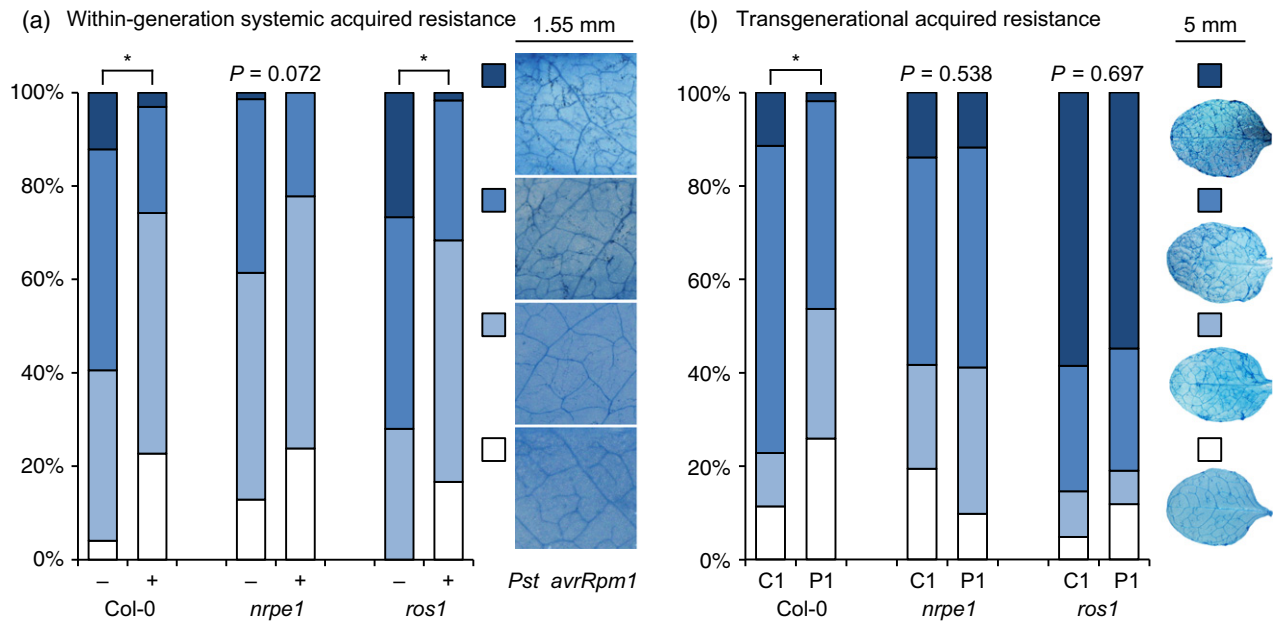 (a) Within-generation systemic acquired resistance
1.55 mm
* P = 0.072 *
100%
80%
60%
40%
20%
0%
– + – + – + Pst avrRpm1
Col-0 nrpe1 ros1
(b) Transgenerational acquired resistance
5 mm
* P = 0.538 P = 0.697
100%
80%
60%
40%
20%
0%
C1 P1 C1 P1 C1 P1
Col-0 nrpe1 ros1